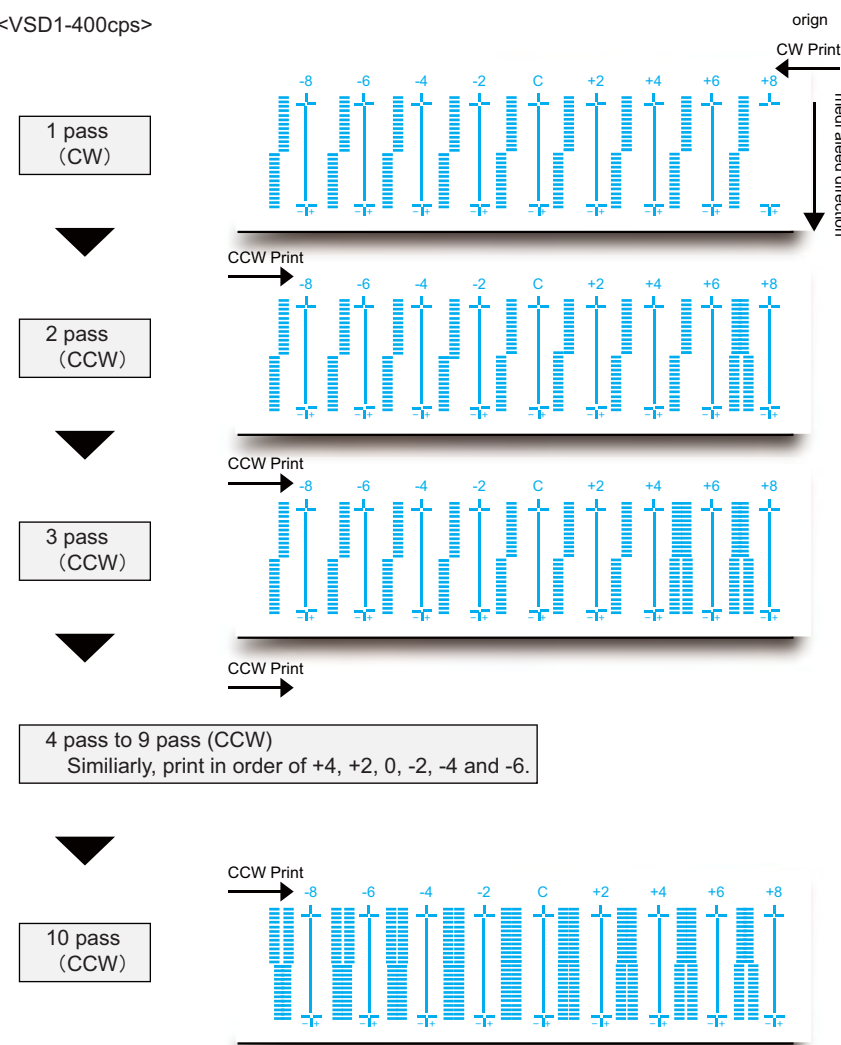 <VSD1-400cps>
orign
CW Print
-8 -6 -4 -2 C +2 +4 +6 +8
1 pass
（CW）
-+ -+ -+ -+ -+ -+ -+ -+ -+
CCW Print
-8 -6 -4 -2 C +2 +4 +6 +8
2 pass
（CCW）
-+ -+ -+ -+ -+ -+ -+ -+ -+
CCW Print
-8 -6 -4 -2 C +2 +4 +6 +8
3 pass
（CCW）
-+ -+ -+ -+ -+ -+ -+ -+ -+
CCW Print
4 pass to 9 pass (CCW)
Similiarly, print in order of +4, +2, 0, -2, -4 and -6.
CCW Print
-8 -6 -4 -2 C +2 +4 +6 +8
10 pass
（CCW）
-+ -+ -+ -+ -+ -+ -+ -+ -+
direction